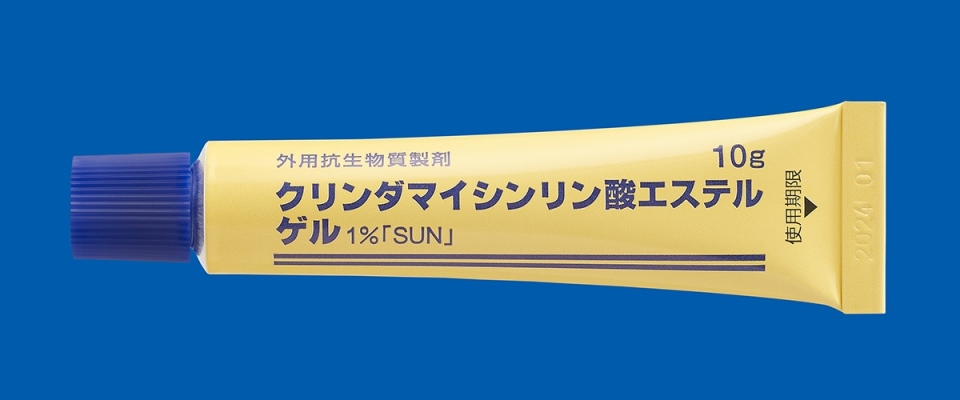 外用抗生物質製剤
10g
クリンダマイシンリン酸エステル
ゲル1%「SUN」
使用期限
2024 01